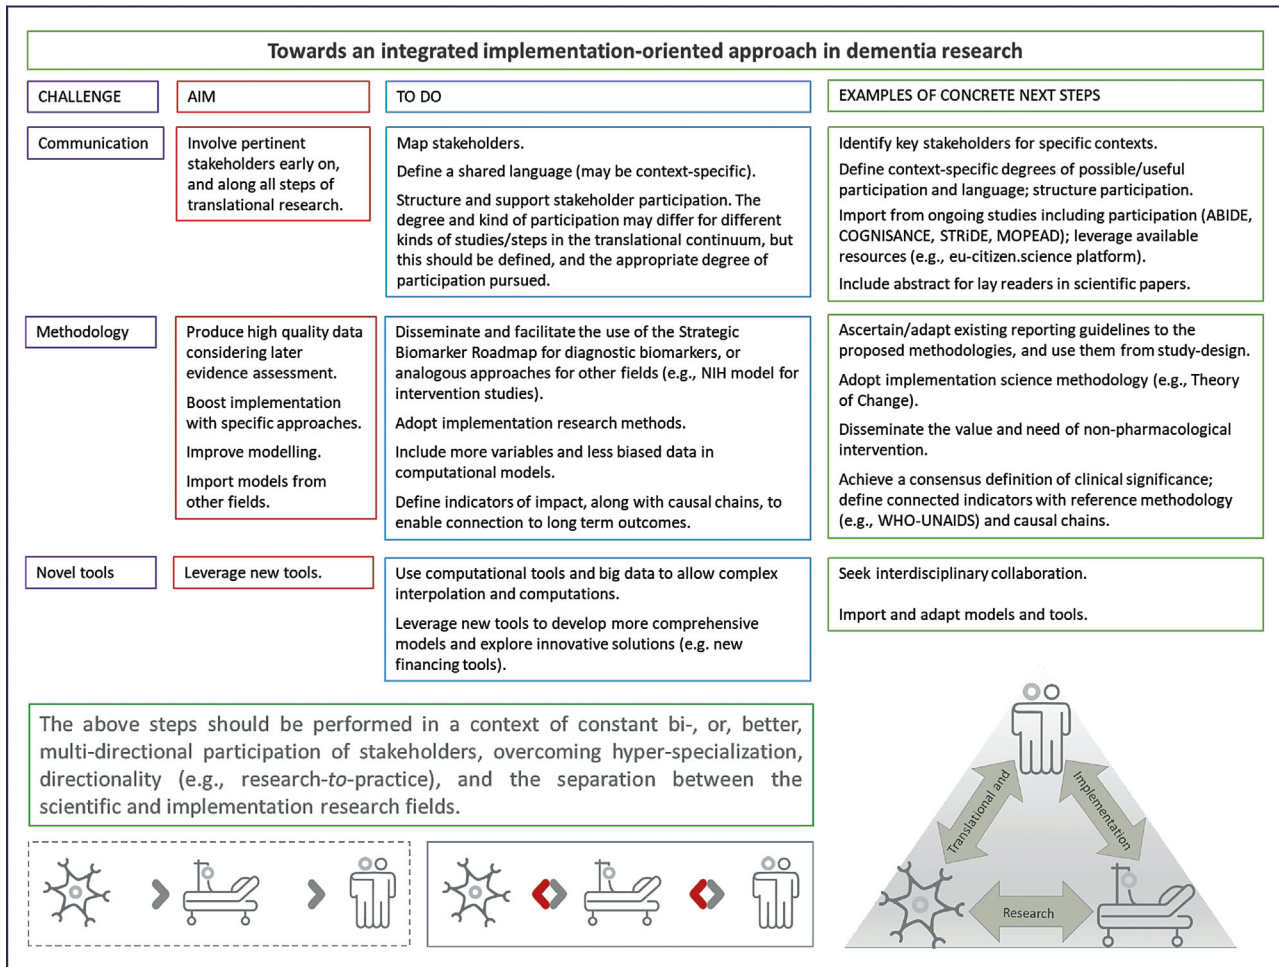 Towards an integrated implementation-oriented approach in dementia research
CHALLENGE
AIM
TO DO
EXAMPLES OF CONCRETE NEXT STEPS
Communication
Involve pertinent
stakeholders early on,
and along all steps of
translational research.
Map stakeholders.
Define a shared language (may be context-specific).
Structure and support stakeholder participation. The
degree and kind of participation may differ for different
kinds of studies/steps in the translational continuum, but
this should be defined, and the appropriate degree of
participation pursued.
Identify key stakeholders for specific contexts.
Define context-specific degrees of possible/useful
participation and language; structure participation.
Import from ongoing studies including participation (ABIDE,
COGNISANCE, STRiDE, MOPEAD); leverage available
resources (e.g., eu-citizen.science platform).
Include abstract for lay readers in scientific papers.
Methodology
Produce high quality data
considering later
evidence assessment.
Boost implementation
with specific approaches.
Improve modelling.
Import models from
other fields.
Disseminate and facilitate the use of the Strategic
Biomarker Roadmap for diagnostic biomarkers, or
analogous approaches for other fields (e.g., NIH model for
intervention studies).
Adopt implementation research methods.
Include more variables and less biased data in
computational models.
Define indicators of impact, along with causal chains, to
enable connection to long term outcomes.
Ascertain/adapt existing reporting guidelines to the
proposed methodologies, and use them from study-design.
Adopt implementation science methodology (e.g., Theory
of Change).
Disseminate the value and need of non-pharmacological
intervention.
Achieve a consensus definition of clinical significance;
define connected indicators with reference methodology
(e.g., WHO-UNAIDS) and causal chains.
Novel tools
Leverage new tools.
Use computational tools and big data to allow complex
interpolation and computations.
Leverage new tools to develop more comprehensive
models and explore innovative solutions (e.g. new
financing tools).
Seek interdisciplinary collaboration.
Import and adapt models and tools.
The above steps should be performed in a context of constant bi-, or, better,
multi-directional participation of stakeholders, overcoming hyper-specialization,
directionality (e.g., research-to-practice), and the separation between the
scientific and implementation research fields.
Translational and
Implementation
Research